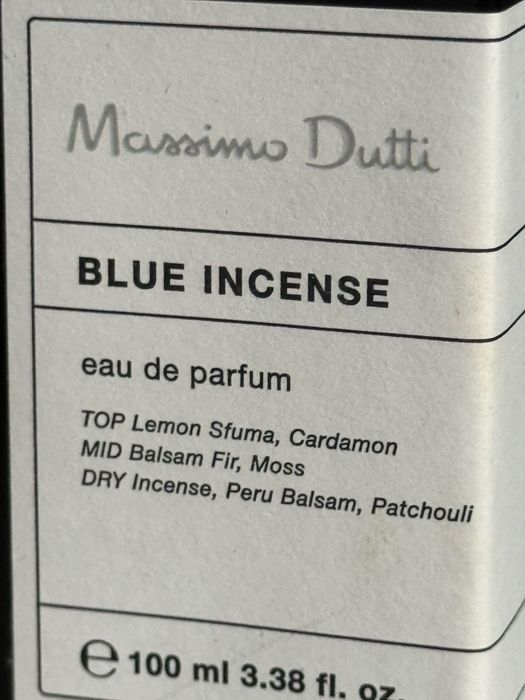 Massimo Dutti
BLUE INCENSE
eau de parfum
TOP Lemon Sfuma, Cardamon
MID Balsam Fir, Moss
DRY Incense, Peru Balsam, Patchouli
℮ 100 ml 3.38 fl. oz.